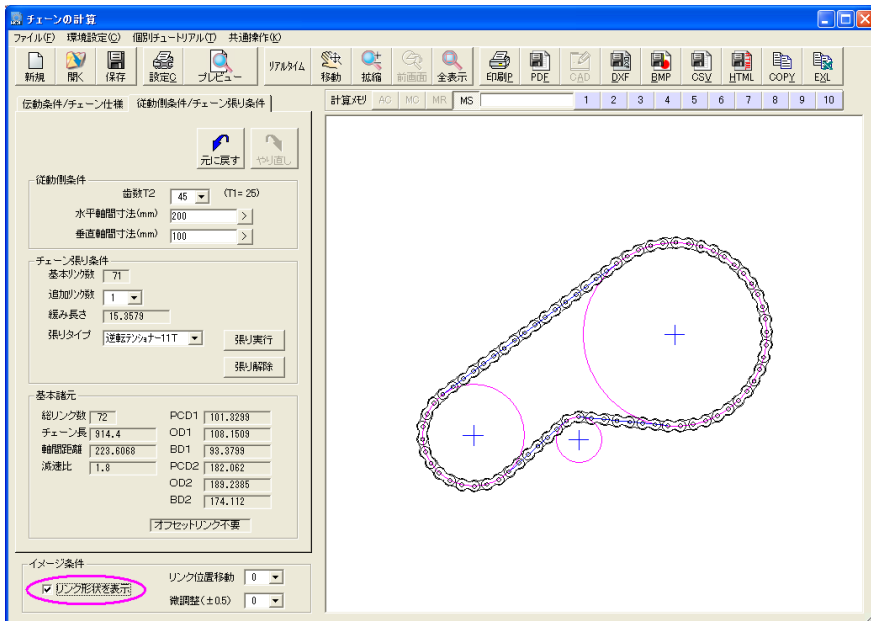 チェーンの計算
ファイル(F) 環境設定(C) 個別チュートリアル(T) 共通操作(K)
新規 開く 保存 設定O プレビュー リアルタイム 移動 拡縮 前画面 全表示 印刷P PDF CAD DXF BMP CSV HTML COPY EXL
伝動条件/チェーン仕様 従動側条件/チェーン張り条件
計算メモリ AC MC MR MS 1 2 3 4 5 6 7 8 9 10
元に戻す やり直し
従動側条件
歯数T2 45 (T1= 25)
水平軸間寸法(mm) 200 >
垂直軸間寸法(mm) 100 >
チェーン張り条件
基本リンク数 71
追加リンク数 1
緩み長さ 15.3579
張りタイプ 逆転テンショナー11T 張り実行
張り解除
基本諸元
総リンク数 72 PCD1 101.3299
チェーン長 914.4 OD1 108.1509
軸間距離 223.6068 BD1 93.3799
減速比 1.8 PCD2 182.062
OD2 189.2385
BD2 174.112
オフセットリンク不要
イメージ条件
リンク形状を表示 リンク位置移動 0
微調整(±0.5) 0